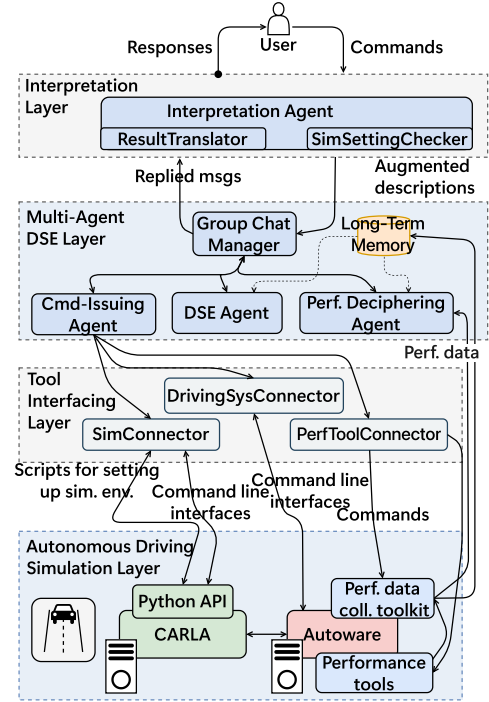 User
Responses
Commands
Interpretation
Layer
Interpretation Agent
ResultTranslator
SimSettingChecker
Replied msgs
Augmented
descriptions
Multi-Agent
DSE Layer
Group Chat
Manager
Long-Term
Memory
Cmd-Issuing
Agent
DSE Agent
Perf. Deciphering
Agent
Perf. data
Tool
Interfacing
Layer
DrivingSysConnector
SimConnector
PerfToolConnector
Scripts for setting
up sim. env.
Command line
interfaces
Command line
interfaces
Commands
Autonomous Driving
Simulation Layer
Python API
CARLA
Autoware
Perf. data
coll. toolkit
Performance
tools